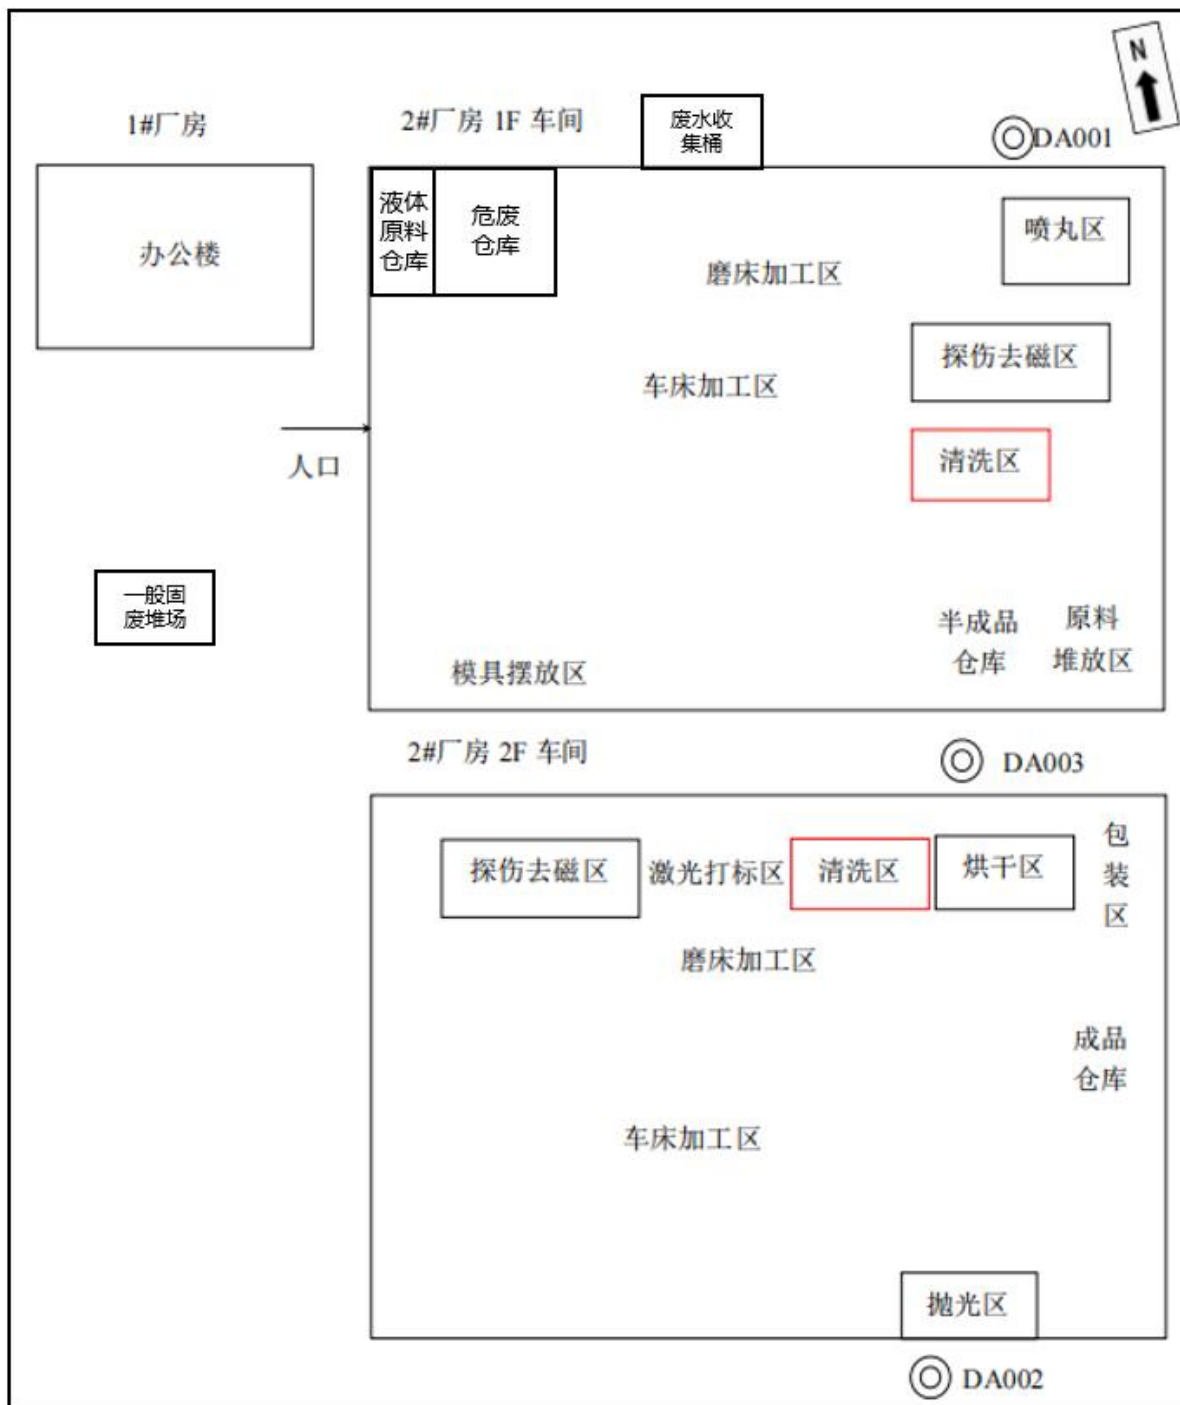 N
1#厂房
2#厂房 1F 车间
废水收
集桶
DA001
办公楼
液体
原料
仓库
危废
仓库
喷丸区
磨床加工区
探伤去磁区
车床加工区
清洗区
人口
一般固
废堆场
半成品
仓库
原料
堆放区
模具摆放区
2#厂房 2F 车间
DA003
探伤去磁区
激光打标区
清洗区
烘干区
包
装
区
磨床加工区
成品
仓库
车床加工区
抛光区
DA002